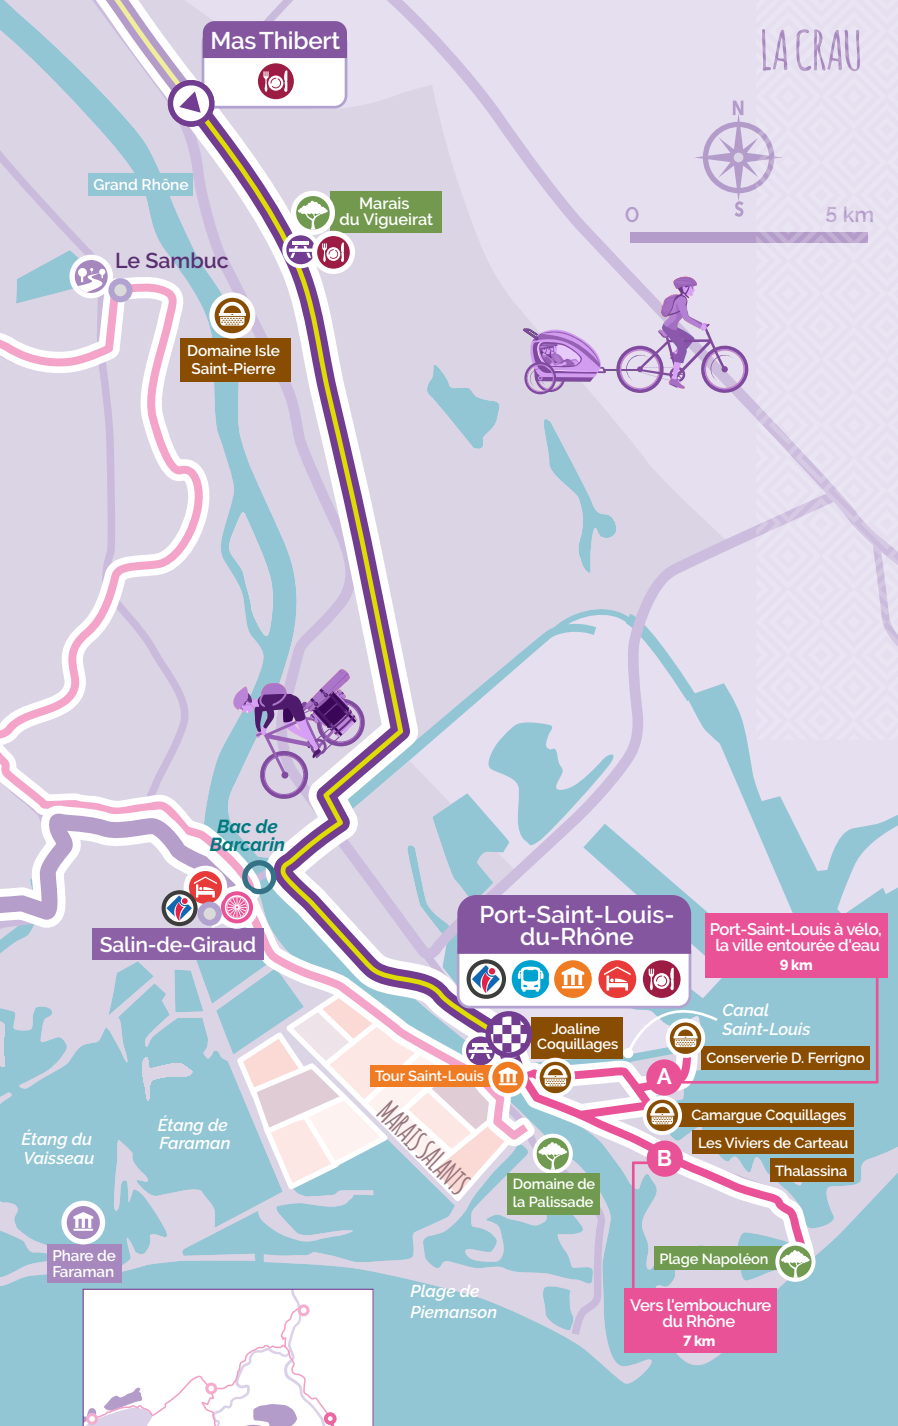 Mas Thibert
LA CRAU
N
S
0
5 km
Grand Rhône
Marais
du Vigueirat
Le Sambuc
Domaine Isle
Saint-Pierre
Bac de
Barcarin
Salin-de-Giraud
Port-Saint-Louis-
du-Rhône
Port-Saint-Louis à vélo,
la ville entourée d'eau
9 km
Canal
Saint-Louis
Joaline
Coquillages
Conserverie D. Ferrigno
Tour Saint-Louis
A
Camargue Coquillages
Les Viviers de Carteau
Thalassina
B
MARAIS SALANTS
Étang du
Vaisseau
Étang de
Faraman
Domaine de
la Palissade
Phare de
Faraman
Plage Napoléon
Plage de
Piemanson
Vers l'embouchure
du Rhône
7 km